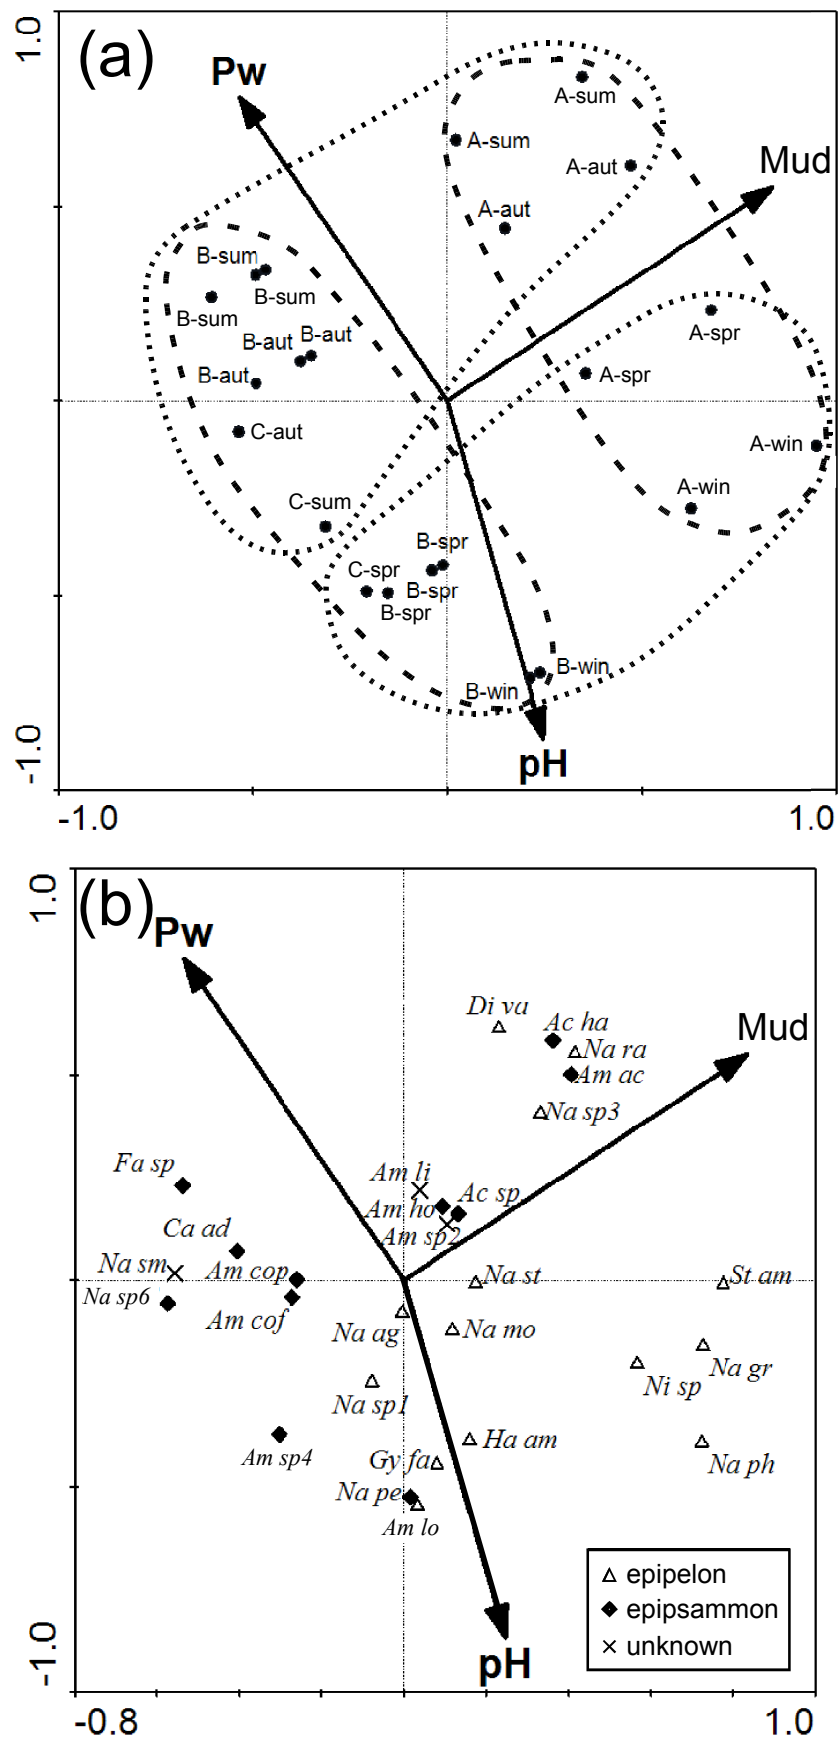 1.0
(a)
Pw
A-sum
A-sum
Mud
A-aut
A-aut
B-sum
B-sum
B-sum
B-aut
B-aut
A-spr
A-spr
B-aut
C-aut
A-win
A-win
C-sum
B-spr
C-spr
B-spr
B-spr
B-win
B-win
pH
-1.0
-1.0
1.0
1.0
(b)
Pw
Di va
Ac ha
Mud
Na ra
Am ac
Na sp3
Fa sp
Am li
Ac sp
Am ho
Ca ad
Am sp2
Na sm
Am cop
Na st
St am
Na sp6
Am cof
Na ag
Na mo
Na gr
Ni sp
Na sp1
Ha am
Am sp4
Gy fa
Na ph
Na pe
Am lo
epipelon
epipsammon
unknown
-1.0
pH
-0.8
1.0